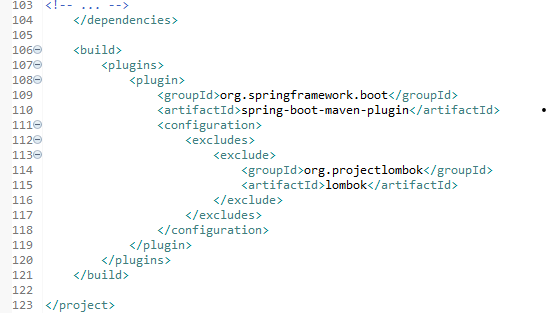 103 <!-- ... -->
104     </dependencies>
105
106     <build>
107         <plugins>
108             <plugin>
109                 <groupId>org.springframework.boot</groupId>
110                 <artifactId>spring-boot-maven-plugin</artifactId>
111                 <configuration>
112                     <excludes>
113                         <exclude>
114                             <groupId>org.projectlombok</groupId>
115                             <artifactId>lombok</artifactId>
116                         </exclude>
117                     </excludes>
118                 </configuration>
119             </plugin>
120         </plugins>
121     </build>
122
123 </project>